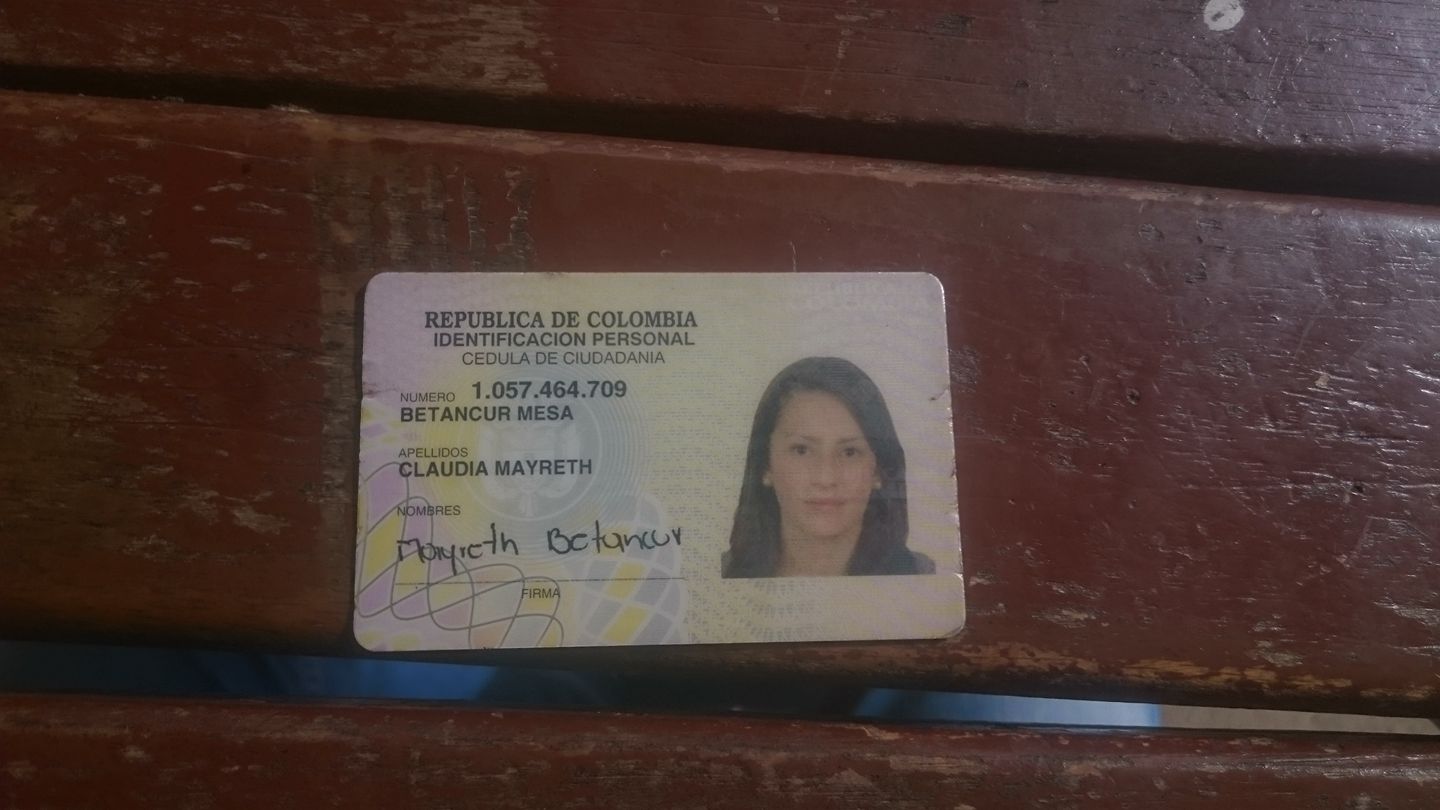 REPUBLICA DE COLOMBIA
IDENTIFICACION PERSONAL
CEDULA DE CIUDADANIA
NUMERO 1.057.464.709
BETANCUR MESA
APELLIDOS
CLAUDIA MAYRETH
NOMBRES
Mayreth Betancur
FIRMA